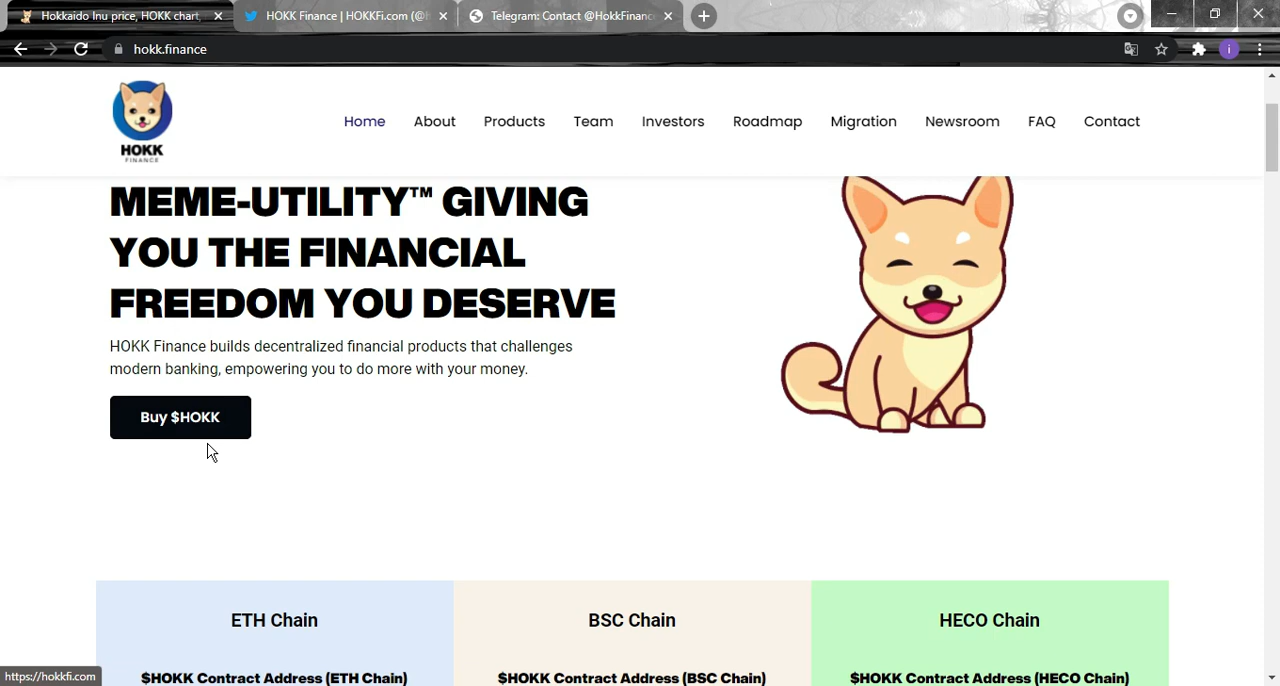 Hokkaido Inu price, HOKK chart,
HOKK Finance | HOKKFi.com (@h
Telegram: Contact @HokkFinanc
hokk.finance
i
HOKK
FINANCE
Home
About
Products
Team
Investors
Roadmap
Migration
Newsroom
FAQ
Contact
MEME-UTILITY™ GIVING
YOU THE FINANCIAL
FREEDOM YOU DESERVE
HOKK Finance builds decentralized financial products that challenges
modern banking, empowering you to do more with your money.
Buy $HOKK
ETH Chain
BSC Chain
HECO Chain
$HOKK Contract Address (ETH Chain)
$HOKK Contract Address (BSC Chain)
$HOKK Contract Address (HECO Chain)
https://hokkfi.com